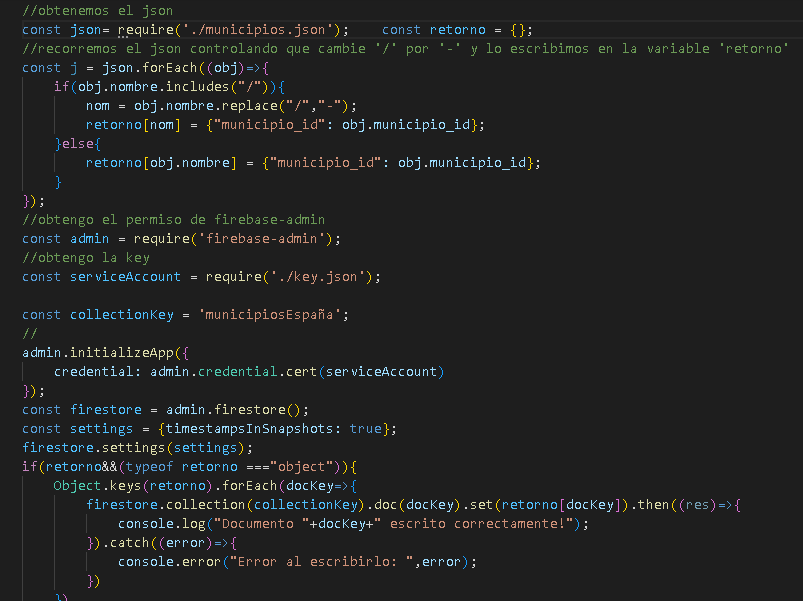 //obtenemos el json
const json= require('./municipios.json');    const retorno = {};
//recorremos el json controlando que cambie '/' por '-' y lo escribimos en la variable 'retorno'
const j = json.forEach((obj)=>{
    if(obj.nombre.includes("/")){
        nom = obj.nombre.replace("/","-");
        retorno[nom] = {"municipio_id": obj.municipio_id};
    }else{
        retorno[obj.nombre] = {"municipio_id": obj.municipio_id};
    }
});
//obtengo el permiso de firebase-admin
const admin = require('firebase-admin');
//obtengo la key
const serviceAccount = require('./key.json');

const collectionKey = 'municipiosEspaña';
//
admin.initializeApp({
    credential: admin.credential.cert(serviceAccount)
});
const firestore = admin.firestore();
const settings = {timestampsInSnapshots: true};
firestore.settings(settings);
if(retorno&&(typeof retorno ==="object")){
    Object.keys(retorno).forEach(docKey=>{
        firestore.collection(collectionKey).doc(docKey).set(retorno[docKey]).then((res)=>{
            console.log("Documento "+docKey+" escrito correctamente!");
        }).catch((error)=>{
            console.error("Error al escribirlo: ",error);
        })
    })